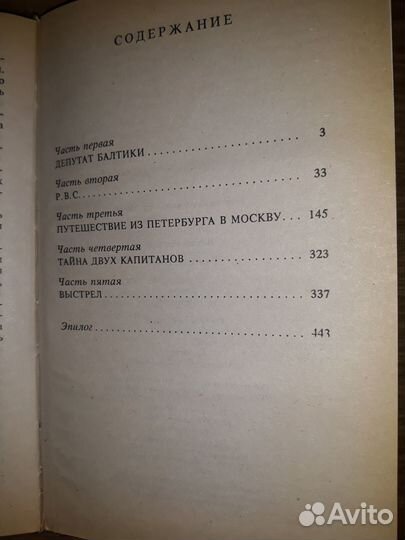 СОДЕРЖАНИЕ
Часть первая
ДЕПУТАТ БАЛТИКИ . . . . . . . . . . . . . . . . . . . . . . 3
Часть вторая
Р.В.С. . . . . . . . . . . . . . . . . . . . . . . . . . . . . . . . . 33
Часть третья
ПУТЕШЕСТВИЕ ИЗ ПЕТЕРБУРГА В МОСКВУ. . . . 145
Часть четвертая
ТАЙНА ДВУХ КАПИТАНОВ . . . . . . . . . . . . . . . . 323
Часть пятая
ВЫСТРЕЛ . . . . . . . . . . . . . . . . . . . . . . . . . . . . . 337
Эпилог . . . . . . . . . . . . . . . . . . . . . . . . . . . . . . . 443
Avito